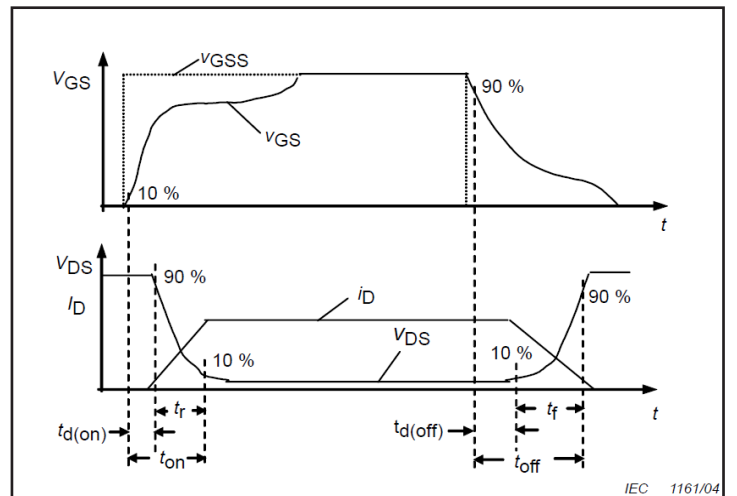 vGSS
VGS
90 %
vGS
10 %
t
VDS
ID
90 %
iD
90 %
VDS
10 %
10 %
tr
tf
t
td(on)
td(off)
ton
toff
IEC 1161/04